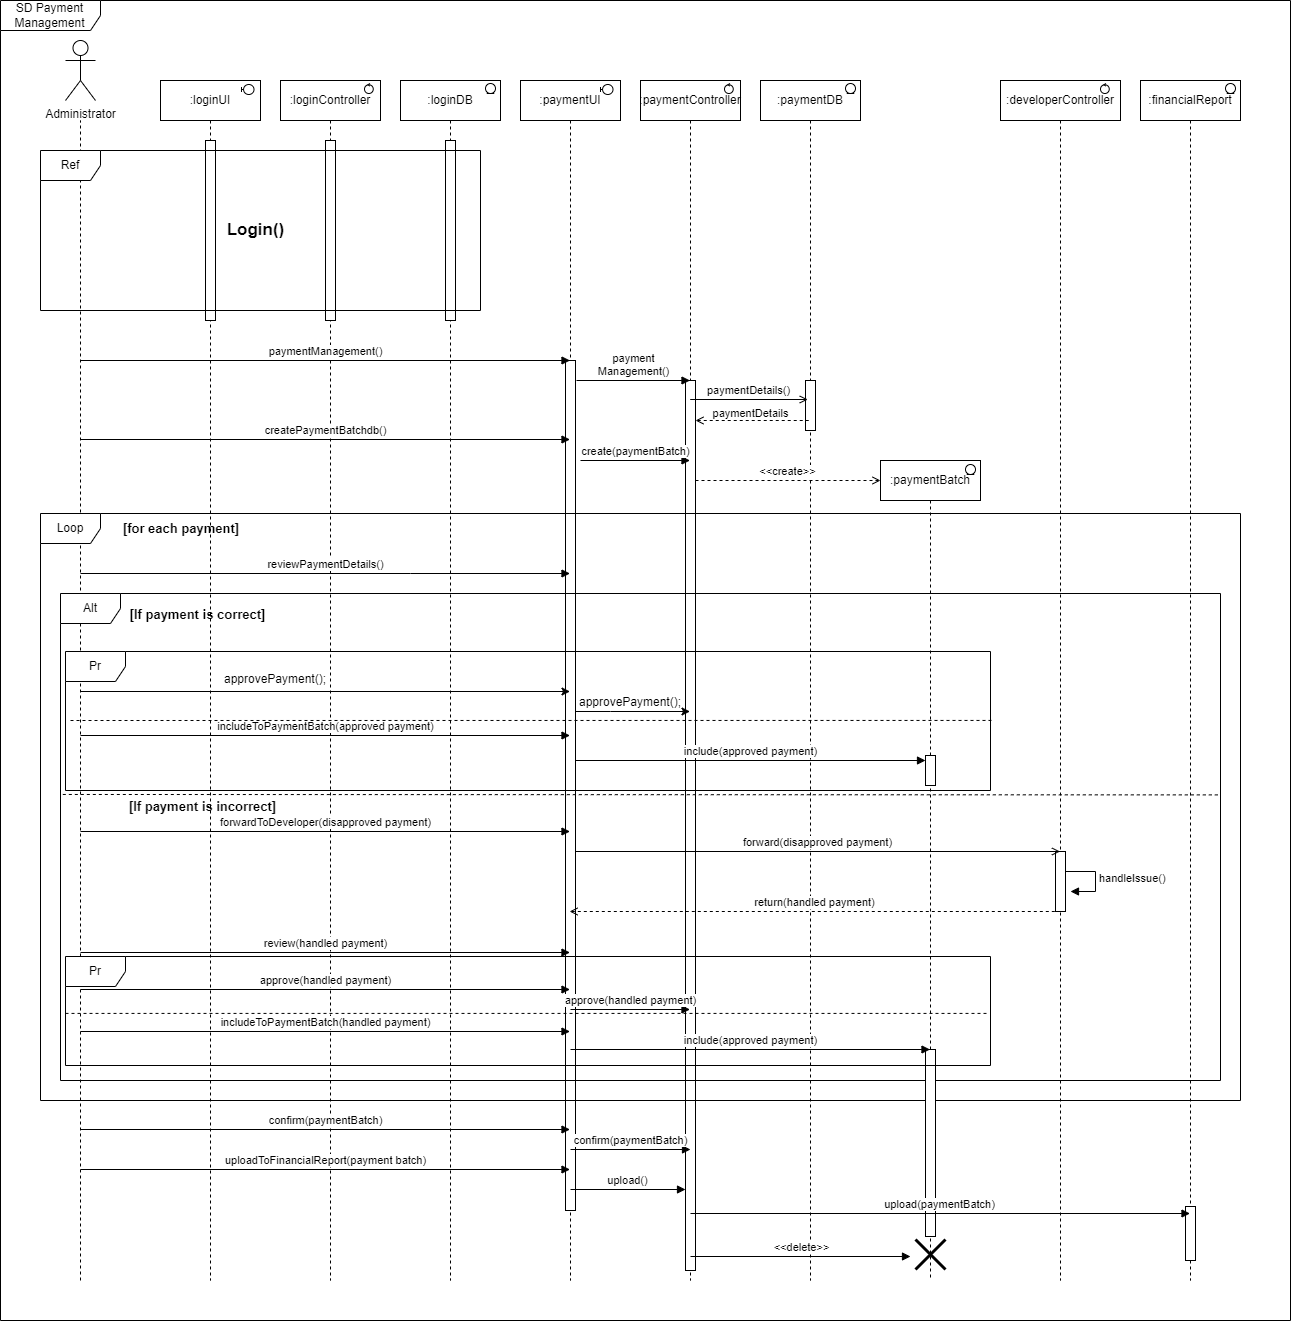 SD Payment
Management
Administrator
:loginUI
:loginController
:loginDB
:paymentUI
:paymentController
:paymentDB
:developerController
:financialReport
Ref
Login()
paymentManagement()
payment
Management()
paymentDetails()
paymentDetails
createPaymentBatchdb()
create(paymentBatch)
<<create>>
:paymentBatch
Loop
[for each payment]
reviewPaymentDetails()
Alt
[If payment is correct]
Pr
approvePayment();
approvePayment();
includeToPaymentBatch(approved payment)
include(approved payment)
[If payment is incorrect]
forwardToDeveloper(disapproved payment)
forward(disapproved payment)
handleIssue()
return(handled payment)
review(handled payment)
Pr
approve(handled payment)
approve(handled payment)
includeToPaymentBatch(handled payment)
include(approved payment)
confirm(paymentBatch)
confirm(paymentBatch)
uploadToFinancialReport(payment batch)
upload()
upload(paymentBatch)
<<delete>>